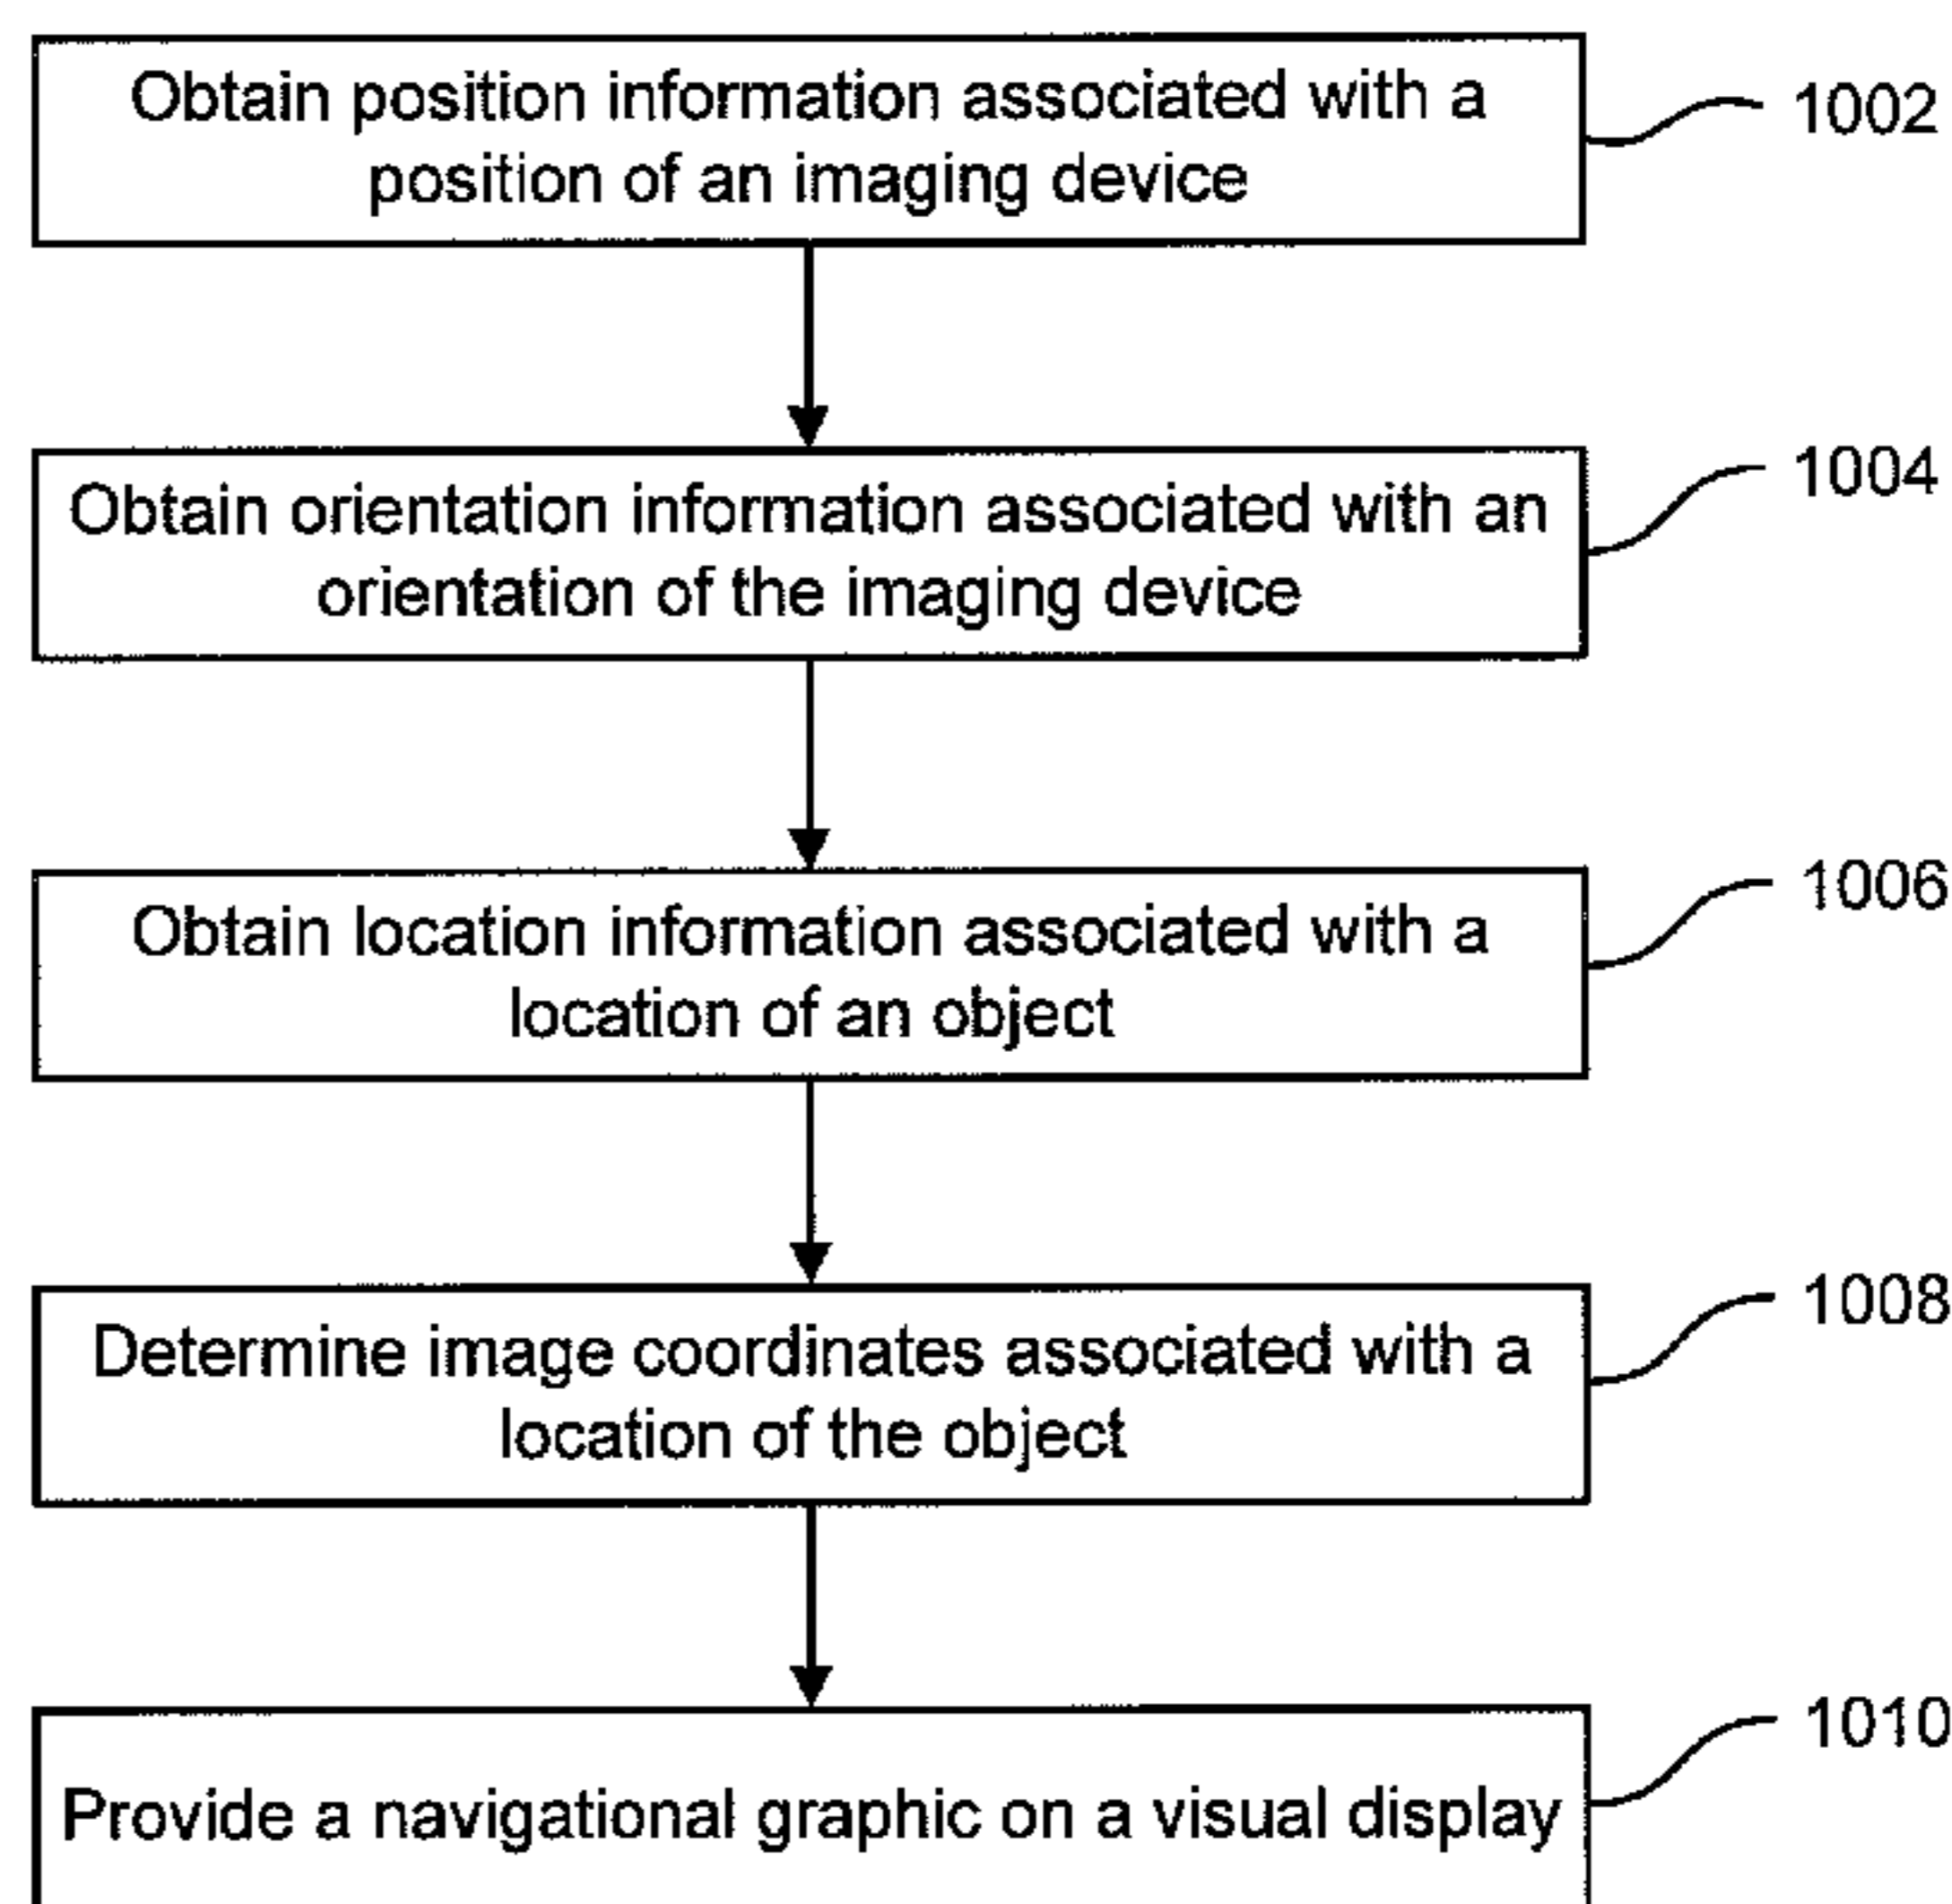 Obtain position information associated with a
position of an imaging device
1002
Obtain orientation information associated with an
orientation of the imaging device
1004
Obtain location information associated with a
location of an object
1006
Determine image coordinates associated with a
location of the object
1008
Provide a navigational graphic on a visual display
1010